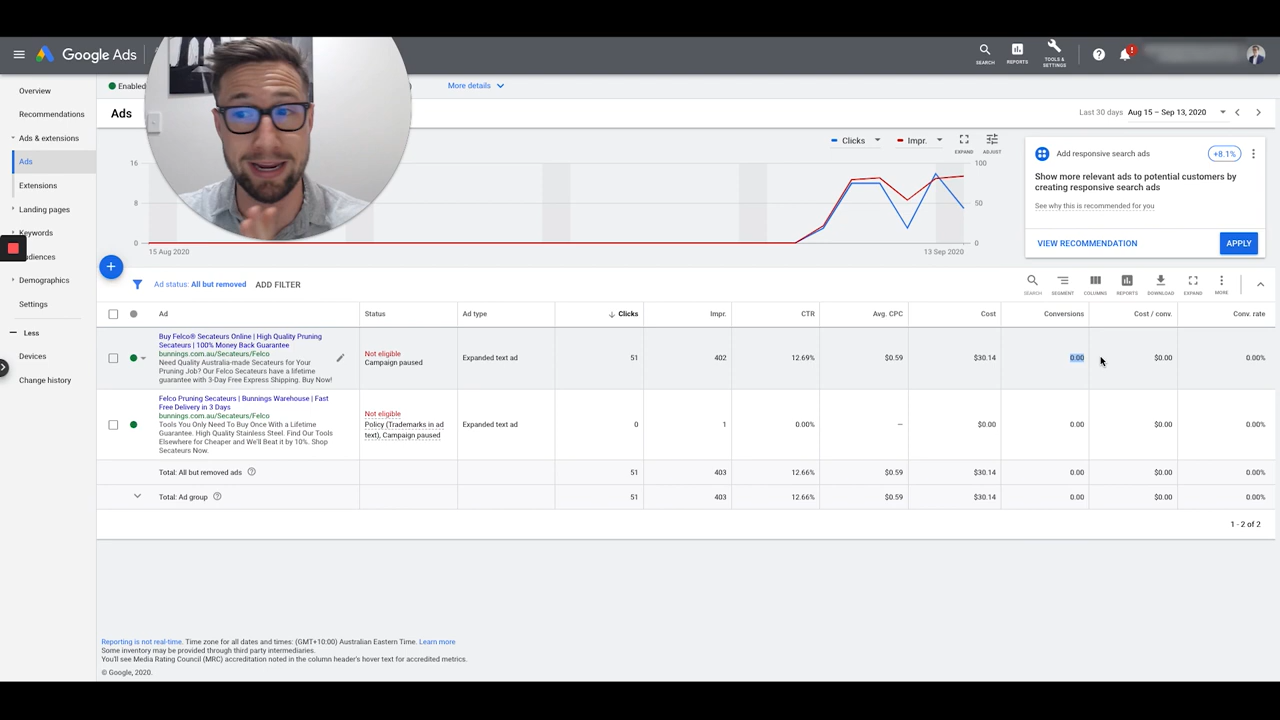 Google Ads
SEARCH
REPORTS
TOOLS &
SETTINGS
!
Overview
Recommendations
Ads & extensions
Ads
Extensions
Landing pages
Keywords
Demographics
Settings
Less
Devices
Change history
Enabled
More details
Ads
Last 30 days Aug 15 – Sep 13, 2020
Clicks
Impr.
EXPAND
ADJUST
16
8
0
100
50
0
15 Aug 2020
13 Sep 2020
Add responsive search ads
+8.1%
Show more relevant ads to potential customers by
creating responsive search ads
See why this is recommended for you
VIEW RECOMMENDATION
APPLY
Ad status: All but removed ADD FILTER
SEARCH
SEGMENT
COLUMNS
REPORTS
DOWNLOAD
EXPAND
MORE
Ad Status Ad type Clicks Impr. CTR Avg. CPC Cost Conversions Cost / conv. Conv. rate
Buy Felco® Secateurs Online | High Quality Pruning
Secateurs | 100% Money Back Guarantee
bunnings.com.au/Secateurs/Felco
Need Quality Australia-made Secateurs for Your
Pruning Job? Our Felco Secateurs have a lifetime
guarantee with 3-Day Free Express Shipping. Buy Now!
Not eligible
Campaign paused
Expanded text ad 51 402 12.69% $0.59 $30.14 0.00 $0.00 0.00%
Felco Pruning Secateurs | Bunnings Warehouse | Fast
Free Delivery in 3 Days
bunnings.com.au/Secateurs/Felco
Tools You Only Need To Buy Once With a Lifetime
Guarantee. High Quality Stainless Steel. Find Our Tools
Elsewhere for Cheaper and We'll Beat it by 10%. Shop
Secateurs Now.
Not eligible
Policy (Trademarks in ad
text), Campaign paused
Expanded text ad 0 1 0.00% – $0.00 0.00 $0.00 0.00%
Total: All but removed ads 51 403 12.66% $0.59 $30.14 0.00 $0.00 0.00%
Total: Ad group 51 403 12.66% $0.59 $30.14 0.00 $0.00 0.00%
1 - 2 of 2
Reporting is not real-time. Time zone for all dates and times: (GMT+10:00) Australian Eastern Time. Learn more
Some inventory may be provided through third party intermediaries.
You'll see Media Rating Council (MRC) accreditation noted in the column header's hover text for accredited metrics.
© Google, 2020.